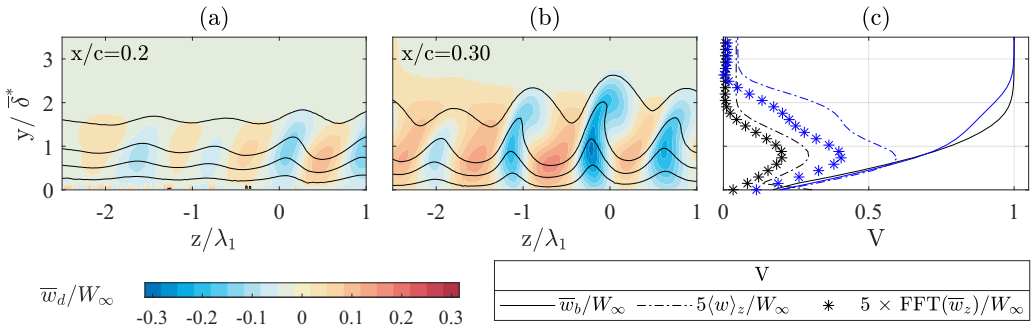 (a) (b) (c)
x/c=0.2 x/c=0.30
y/ δ̅*
3
2
1
0
-2 -1 0 1
z/λ₁
-2 -1 0 1
z/λ₁
0 0.5 1
V
w̅_d/W_∞
-0.3 -0.2 -0.1 0 0.1 0.2 0.3
V
w̅_b/W_∞ 5⟨w⟩_z/W_∞ 5 × FFT(w̅_z)/W_∞